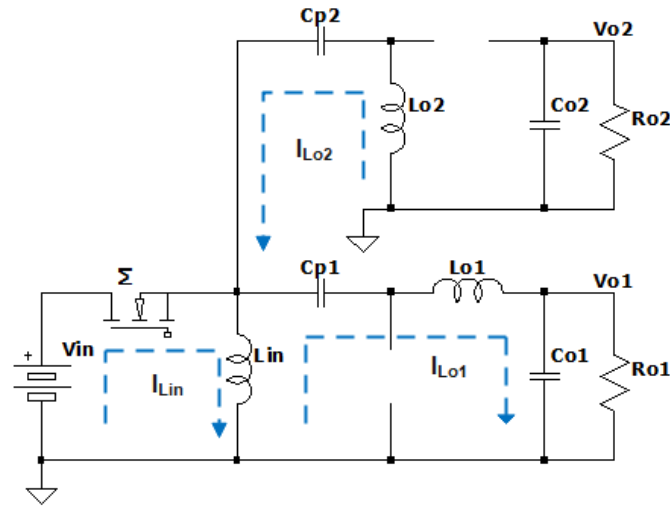 Cp2
Vo2
Lo2
Co2
Ro2
ILo2
Σ
Cp1
Lo1
Vo1
+
Vin
Lin
ILin
ILo1
Co1
Ro1